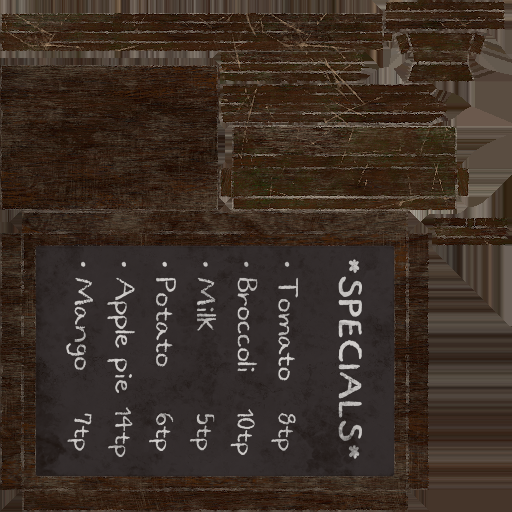 *SPECIALS*
• Tomato 8tp
• Broccoli 10tp
• Milk 5tp
• Potato 6tp
• Apple pie 14tp
• Mango 7tp